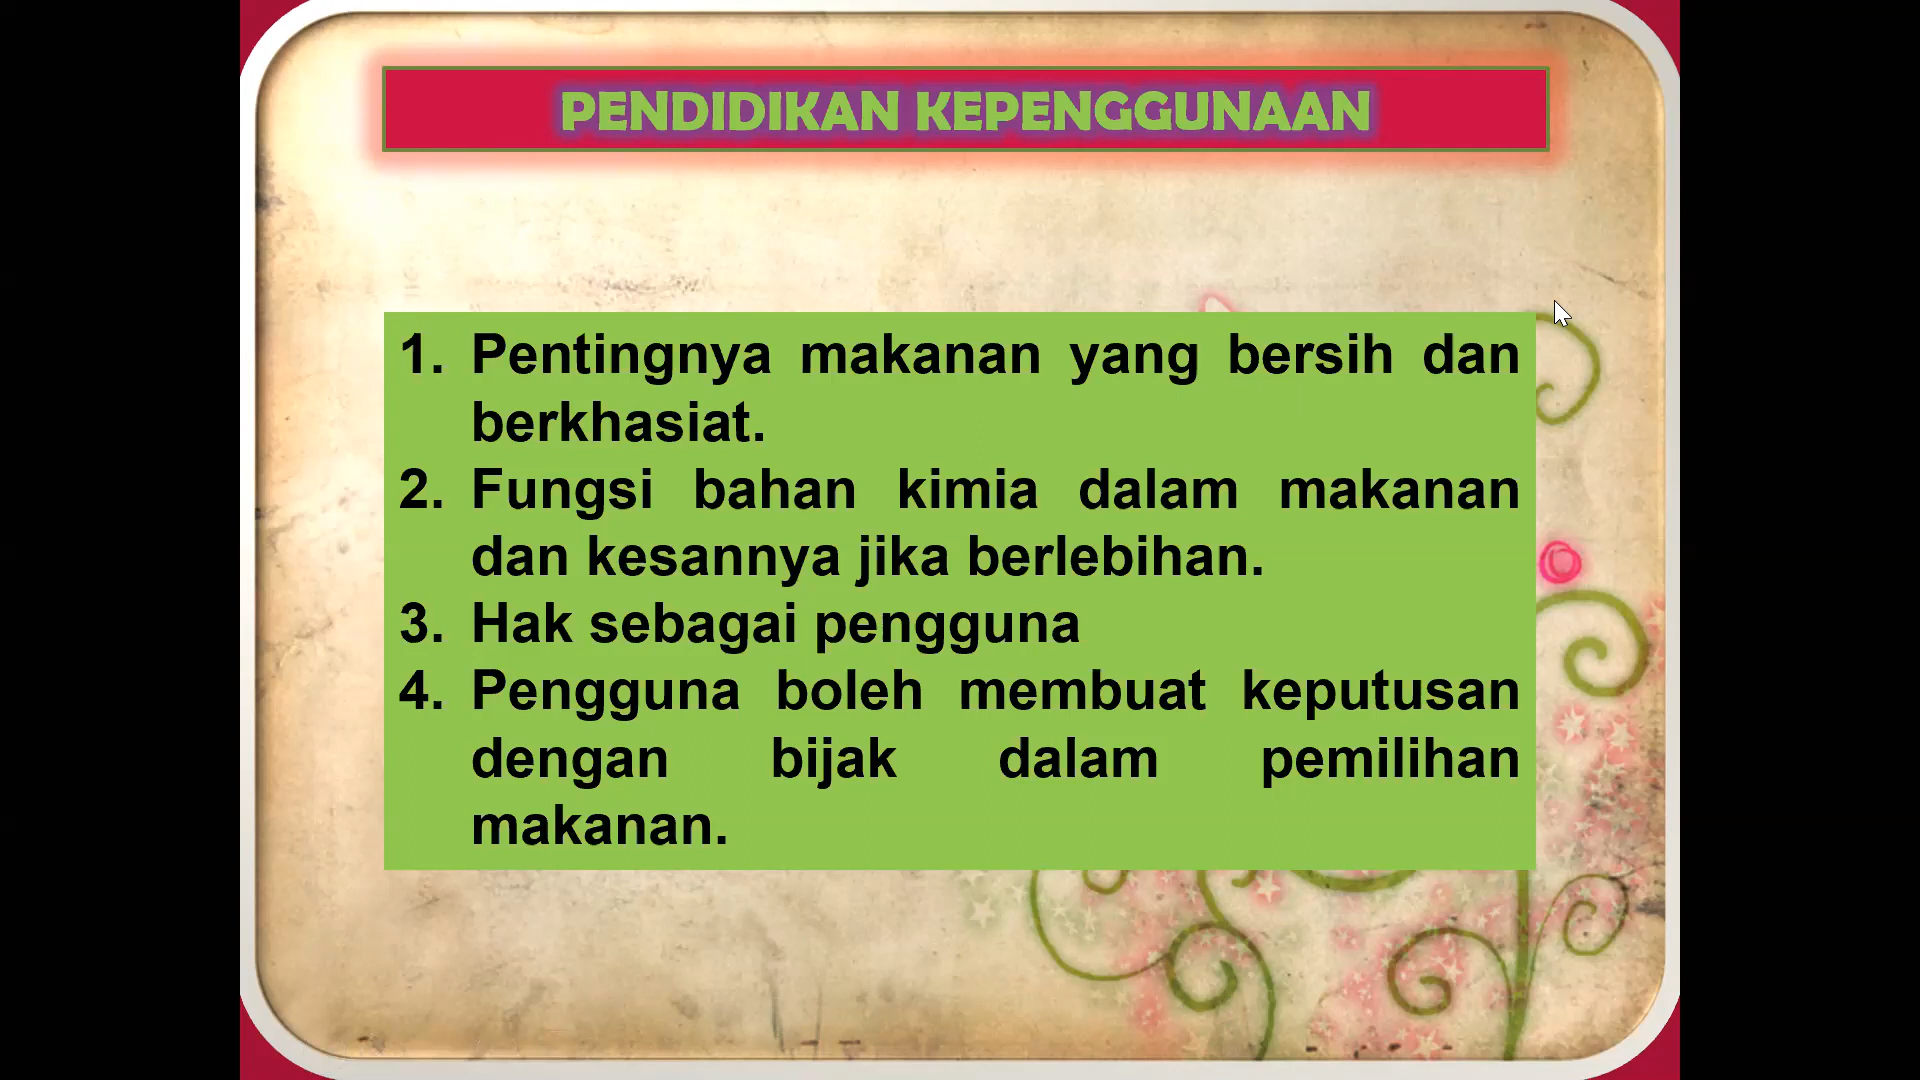 PENDIDIKAN KEPENGGUNAAN
1. Pentingnya makanan yang bersih dan
berkhasiat.
2. Fungsi bahan kimia dalam makanan
dan kesannya jika berlebihan.
3. Hak sebagai pengguna
4. Pengguna boleh membuat keputusan
dengan bijak dalam pemilihan
makanan.